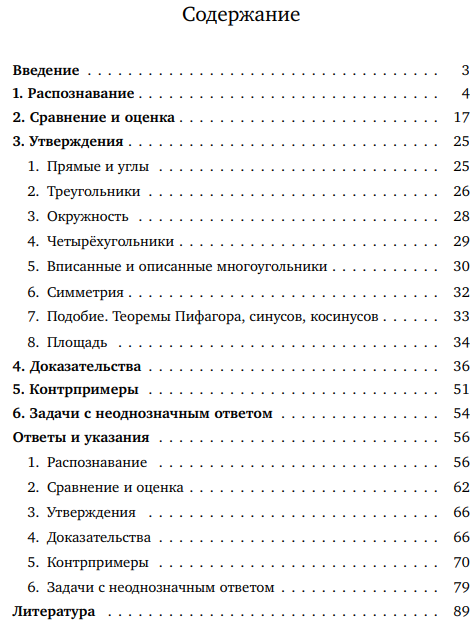 Содержание
Введение . . . . . . . . . . . . . . . . . . . . . . . . . . . . . . . 3
1. Распознавание . . . . . . . . . . . . . . . . . . . . . . . . . . . 4
2. Сравнение и оценка . . . . . . . . . . . . . . . . . . . . . . . 17
3. Утверждения . . . . . . . . . . . . . . . . . . . . . . . . . . . . 25
1. Прямые и углы . . . . . . . . . . . . . . . . . . . . . . . . . 25
2. Треугольники . . . . . . . . . . . . . . . . . . . . . . . . . . 26
3. Окружность . . . . . . . . . . . . . . . . . . . . . . . . . . . 28
4. Четырёхугольники . . . . . . . . . . . . . . . . . . . . . . . 29
5. Вписанные и описанные многоугольники . . . . . . . . . . 30
6. Симметрия . . . . . . . . . . . . . . . . . . . . . . . . . . . . 32
7. Подобие. Теоремы Пифагора, синусов, косинусов . . . . . 33
8. Площадь . . . . . . . . . . . . . . . . . . . . . . . . . . . . . 34
4. Доказательства . . . . . . . . . . . . . . . . . . . . . . . . . . 36
5. Контрпримеры . . . . . . . . . . . . . . . . . . . . . . . . . . 51
6. Задачи с неоднозначным ответом . . . . . . . . . . . . . . 54
Ответы и указания . . . . . . . . . . . . . . . . . . . . . . . . . 56
1. Распознавание . . . . . . . . . . . . . . . . . . . . . . . . . 56
2. Сравнение и оценка . . . . . . . . . . . . . . . . . . . . . . 62
3. Утверждения . . . . . . . . . . . . . . . . . . . . . . . . . . 66
4. Доказательства . . . . . . . . . . . . . . . . . . . . . . . . . 66
5. Контрпримеры . . . . . . . . . . . . . . . . . . . . . . . . . 70
6. Задачи с неоднозначным ответом . . . . . . . . . . . . . . 79
Литература . . . . . . . . . . . . . . . . . . . . . . . . . . . . . 89